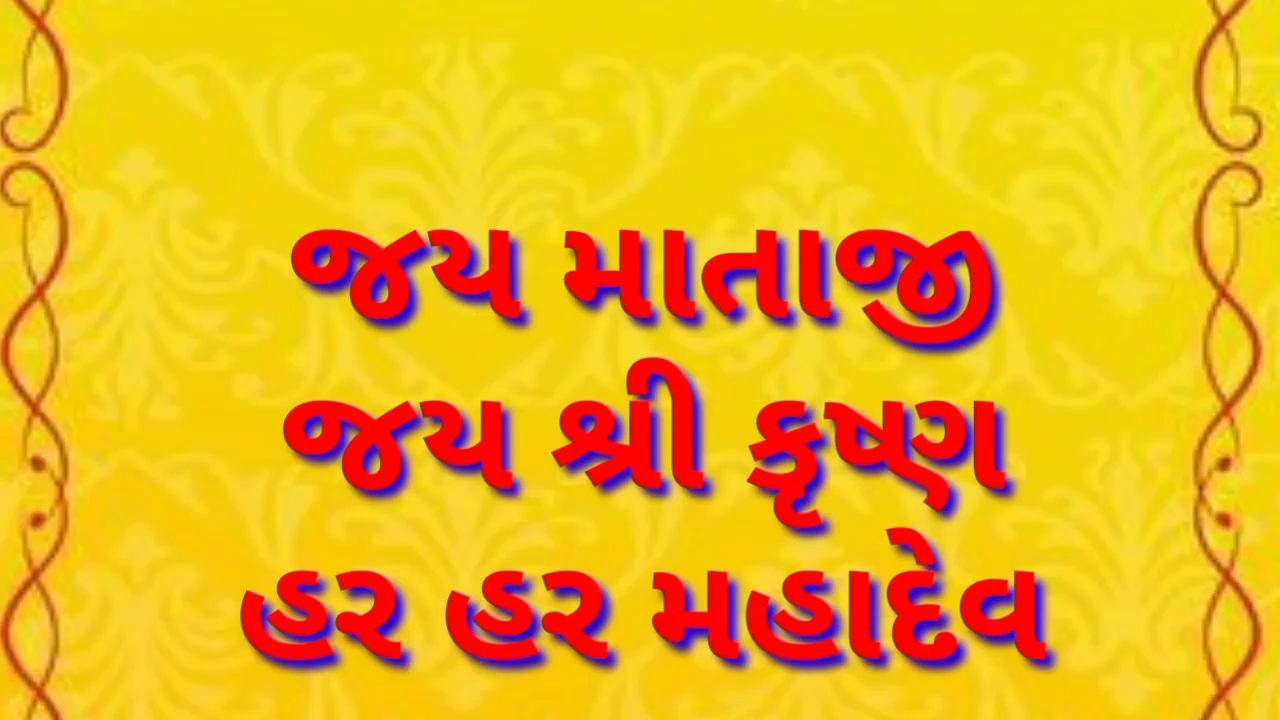 જય માતાજી
જય શ્રી કૃષ્ણ
હર હર મહાદેવ